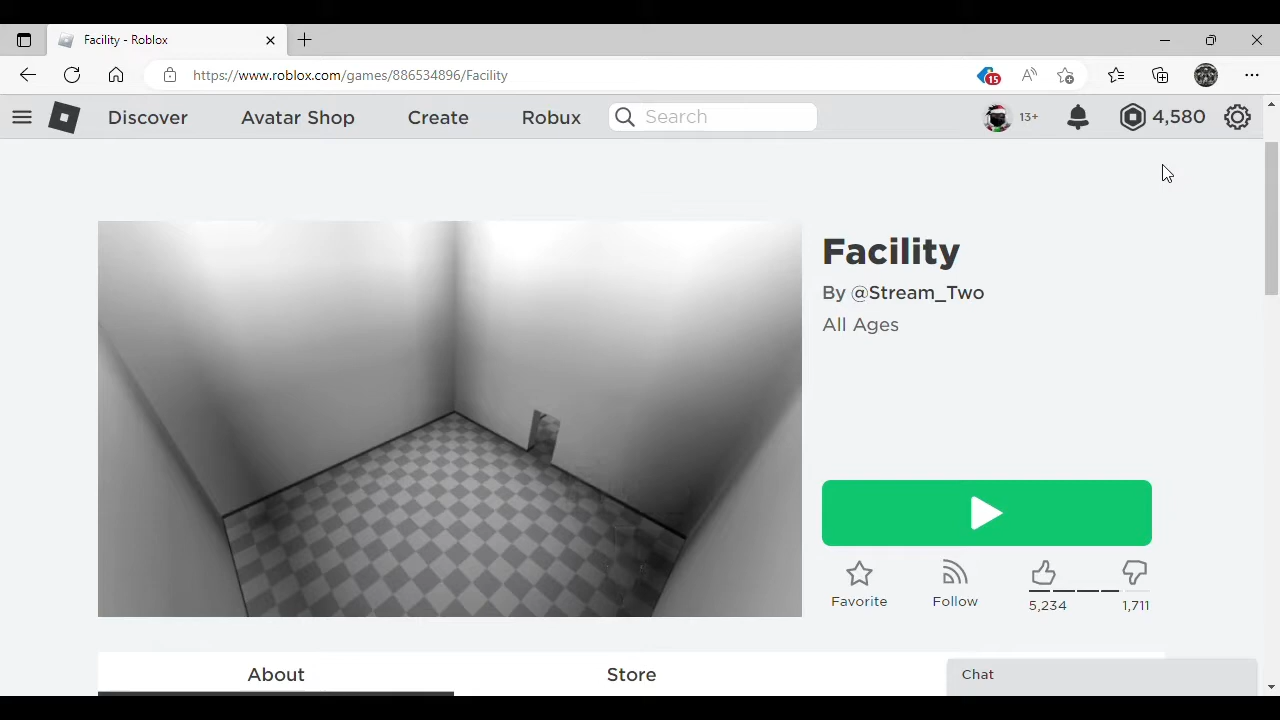 Facility - Roblox
https://www.roblox.com/games/886534896/Facility
15
Discover
Avatar Shop
Create
Robux
Search
13+
4,580
Facility
By @Stream_Two
All Ages
Favorite
Follow
5,234
1,711
About
Store
Chat